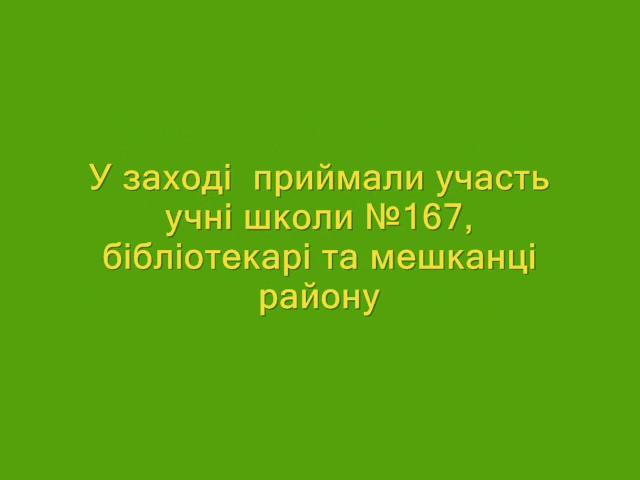 У заході  приймали участь
учні школи №167,
бібліотекарі та мешканці
району